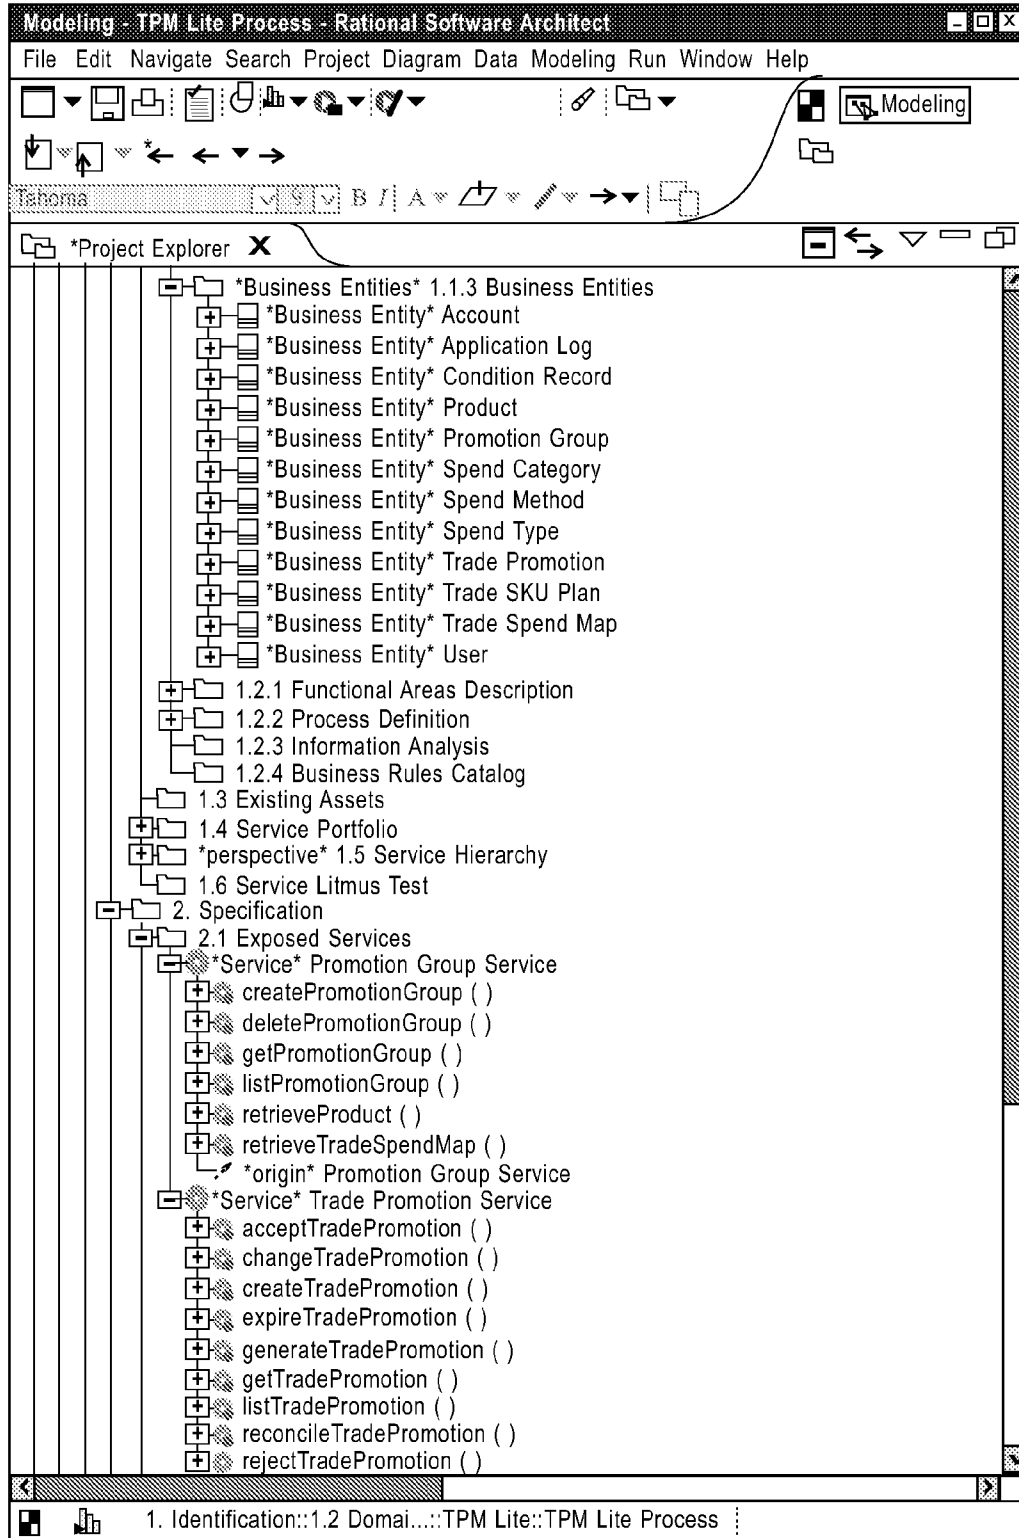 Modeling - TPM Lite Process - Rational Software Architect
File Edit Navigate Search Project Diagram Data Modeling Run Window Help
Modeling
Tahoma 9 B I A
*Project Explorer X
*Business Entities* 1.1.3 Business Entities
*Business Entity* Account
*Business Entity* Application Log
*Business Entity* Condition Record
*Business Entity* Product
*Business Entity* Promotion Group
*Business Entity* Spend Category
*Business Entity* Spend Method
*Business Entity* Spend Type
*Business Entity* Trade Promotion
*Business Entity* Trade SKU Plan
*Business Entity* Trade Spend Map
*Business Entity* User
1.2.1 Functional Areas Description
1.2.2 Process Definition
1.2.3 Information Analysis
1.2.4 Business Rules Catalog
1.3 Existing Assets
1.4 Service Portfolio
*perspective* 1.5 Service Hierarchy
1.6 Service Litmus Test
2. Specification
2.1 Exposed Services
*Service* Promotion Group Service
createPromotionGroup ( )
deletePromotionGroup ( )
getPromotionGroup ( )
listPromotionGroup ( )
retrieveProduct ( )
retrieveTradeSpendMap ( )
*origin* Promotion Group Service
*Service* Trade Promotion Service
acceptTradePromotion ( )
changeTradePromotion ( )
createTradePromotion ( )
expireTradePromotion ( )
generateTradePromotion ( )
getTradePromotion ( )
listTradePromotion ( )
reconcileTradePromotion ( )
rejectTradePromotion ( )
1. Identification::1.2 Domai...::TPM Lite::TPM Lite Process